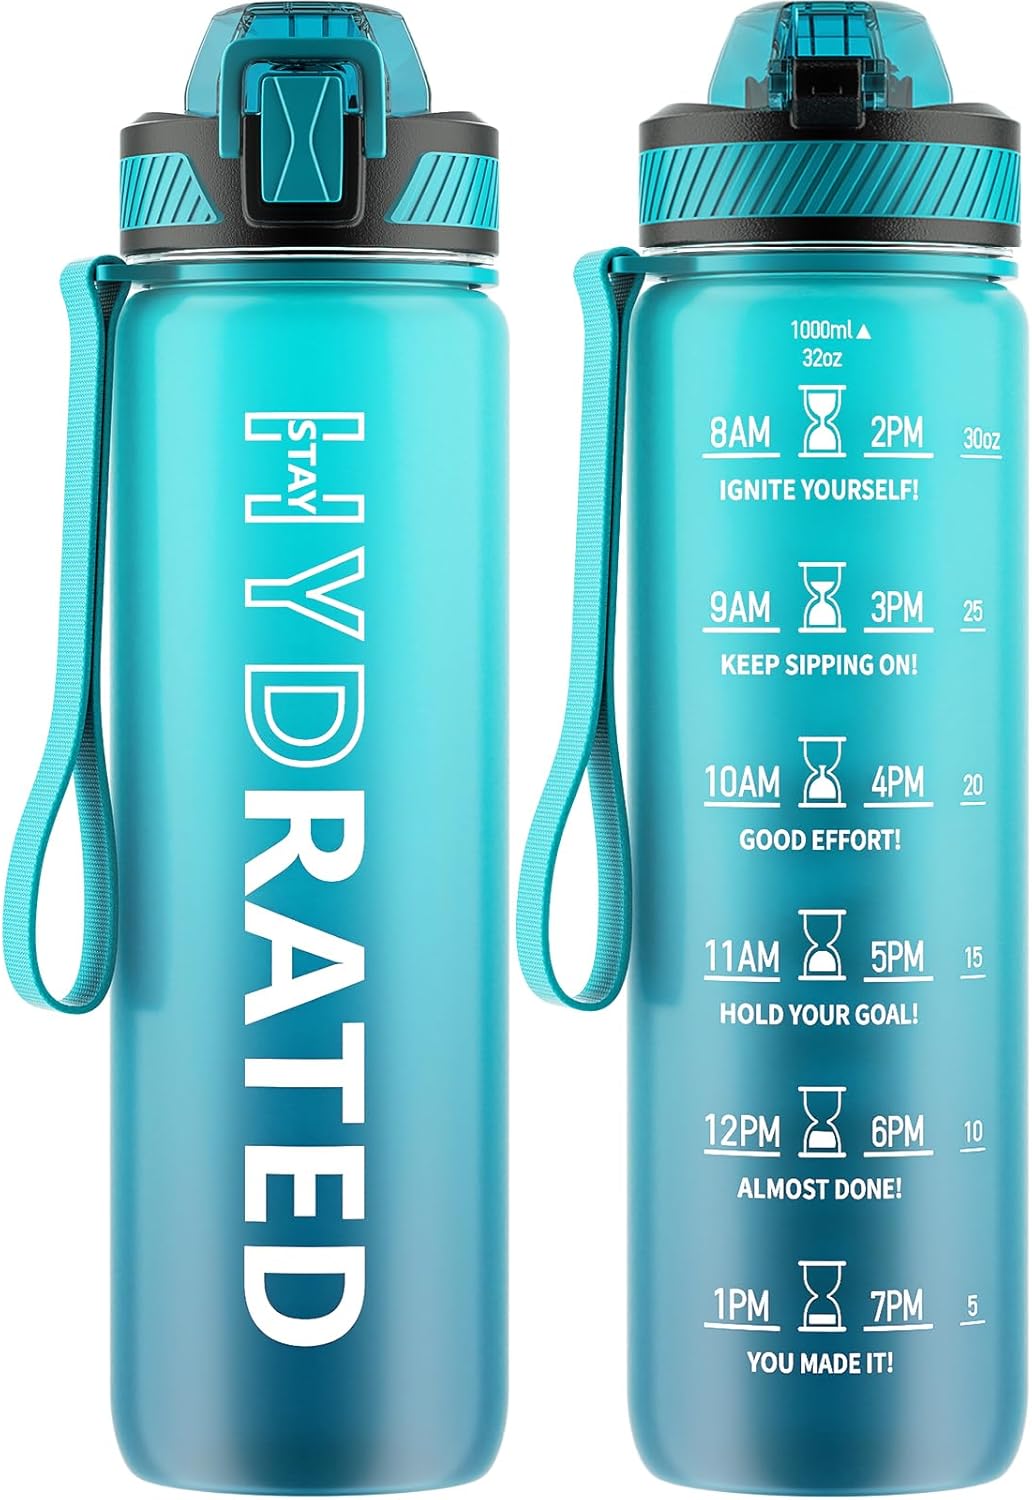 STAY
HYDRATED
1000ml▲
32oz
8AM 2PM 30oz
IGNITE YOURSELF!
9AM 3PM 25
KEEP SIPPING ON!
10AM 4PM 20
GOOD EFFORT!
11AM 5PM 15
HOLD YOUR GOAL!
12PM 6PM 10
ALMOST DONE!
1PM 7PM 5
YOU MADE IT!